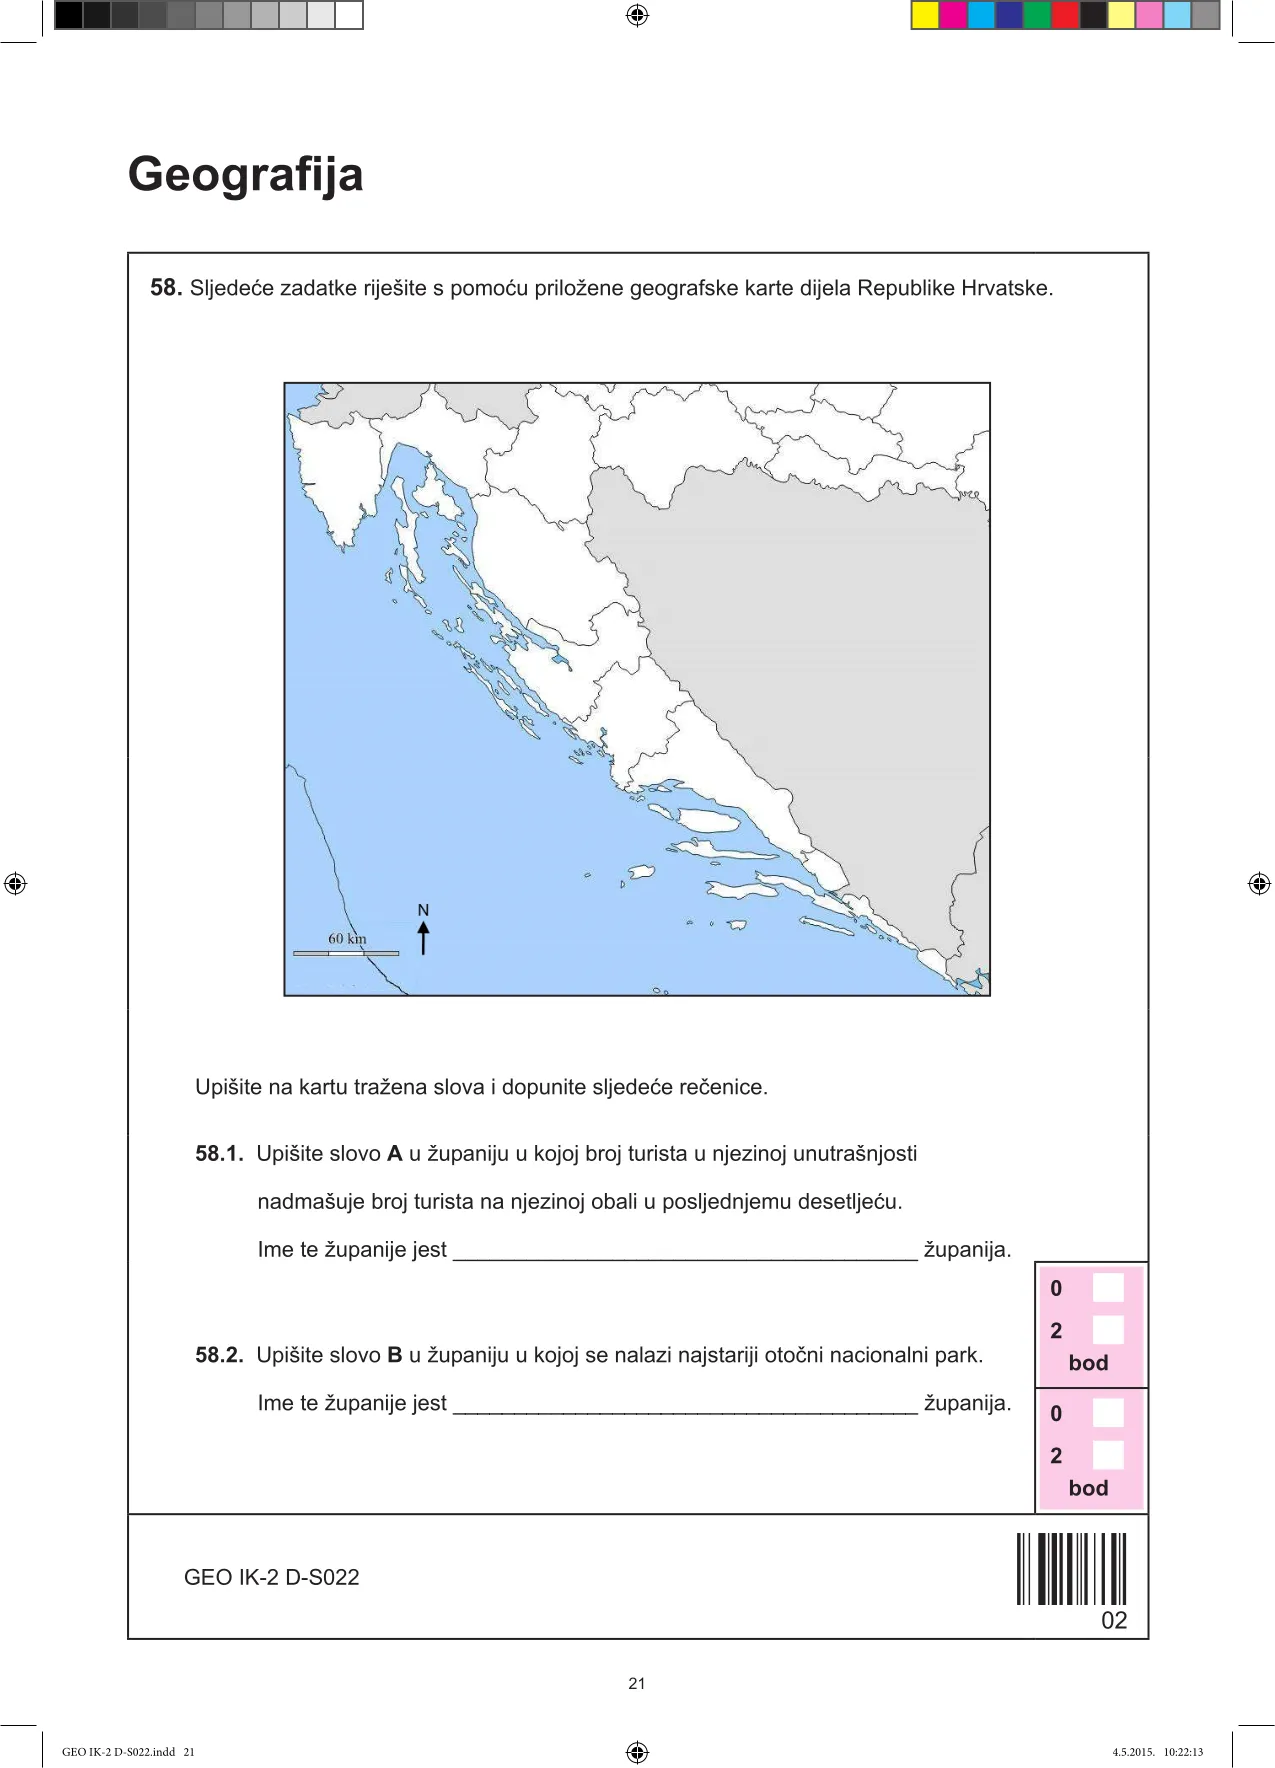 Geografija
58. Sljedeće zadatke riješite s pomoću priložene geografske karte dijela Republike Hrvatske.
N
60 km
Upišite na kartu tražena slova i dopunite sljedeće rečenice.
58.1. Upišite slovo A u županiju u kojoj broj turista u njezinoj unutrašnjosti
nadmašuje broj turista na njezinoj obali u posljednjemu desetljeću.
Ime te županije jest ______________________________________ županija.
0
2
bod
58.2. Upišite slovo B u županiju u kojoj se nalazi najstariji otočni nacionalni park.
Ime te županije jest ______________________________________ županija.
0
2
bod
GEO IK-2 D-S022
02
21
GEO IK-2 D-S022.indd 21
4.5.2015. 10:22:13